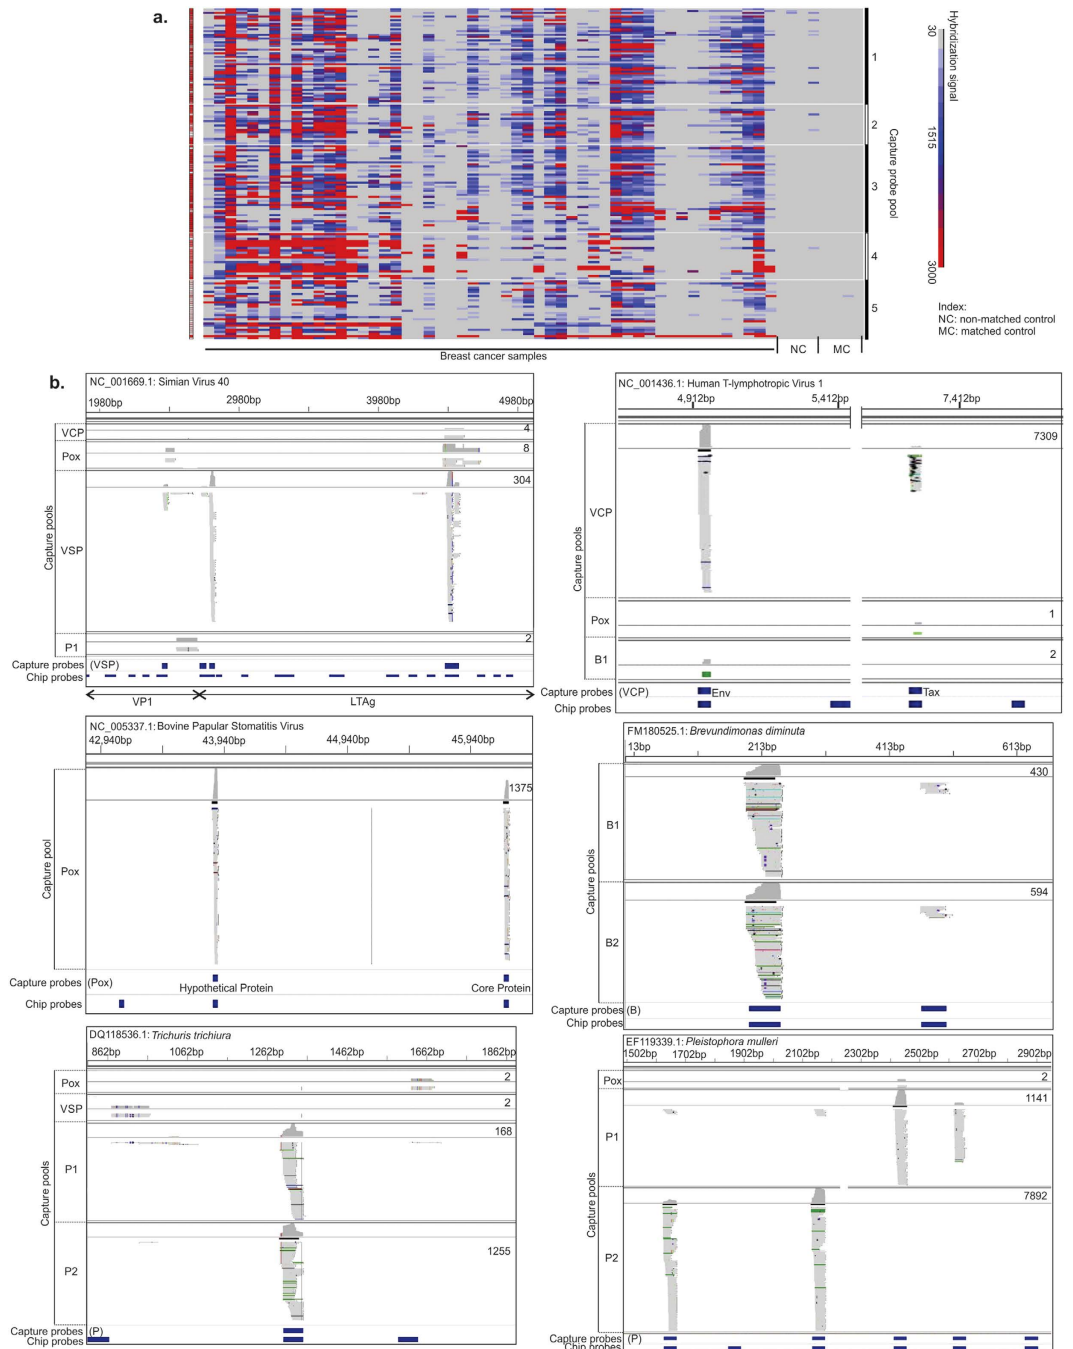 a.
1
2
3
4
5
Capture probe pool
30
1515
3000
Hybridization signal
Index:
NC: non-matched control
MC: matched control
NC
MC
Breast cancer samples
b.
NC_001669.1: Simian Virus 40
1980bp
2980bp
3980bp
4980bp
VCP
4
Pox
8
VSP
304
P1
2
Capture pools
Capture probes (VSP)
Chip probes
VP1
LTAg
NC_001436.1: Human T-lymphotropic Virus 1
4,912bp
5,412bp
7,412bp
7309
VCP
Pox
1
B1
2
Capture pools
Capture probes (VCP)
Env
Tax
Chip probes
NC_005337.1: Bovine Papular Stomatitis Virus
42,940bp
43,940bp
44,940bp
45,940bp
1375
Pox
Capture pool
Capture probes (Pox)
Hypothetical Protein
Core Protein
Chip probes
FM180525.1: Brevundimonas diminuta
13bp
213bp
413bp
613bp
430
B1
594
B2
Capture pools
Capture probes (B)
Chip probes
DQ118536.1: Trichuris trichiura
862bp
1062bp
1262bp
1462bp
1662bp
1862bp
Pox
2
VSP
2
168
P1
1255
P2
Capture pools
Capture probes (P)
Chip probes
EF119339.1: Pleistophora mulleri
1502bp
1702bp
1902bp
2102bp
2302bp
2502bp
2702bp
2902bp
Pox
2
1141
P1
7892
P2
Capture pools
Capture probes (P)
Chip probes